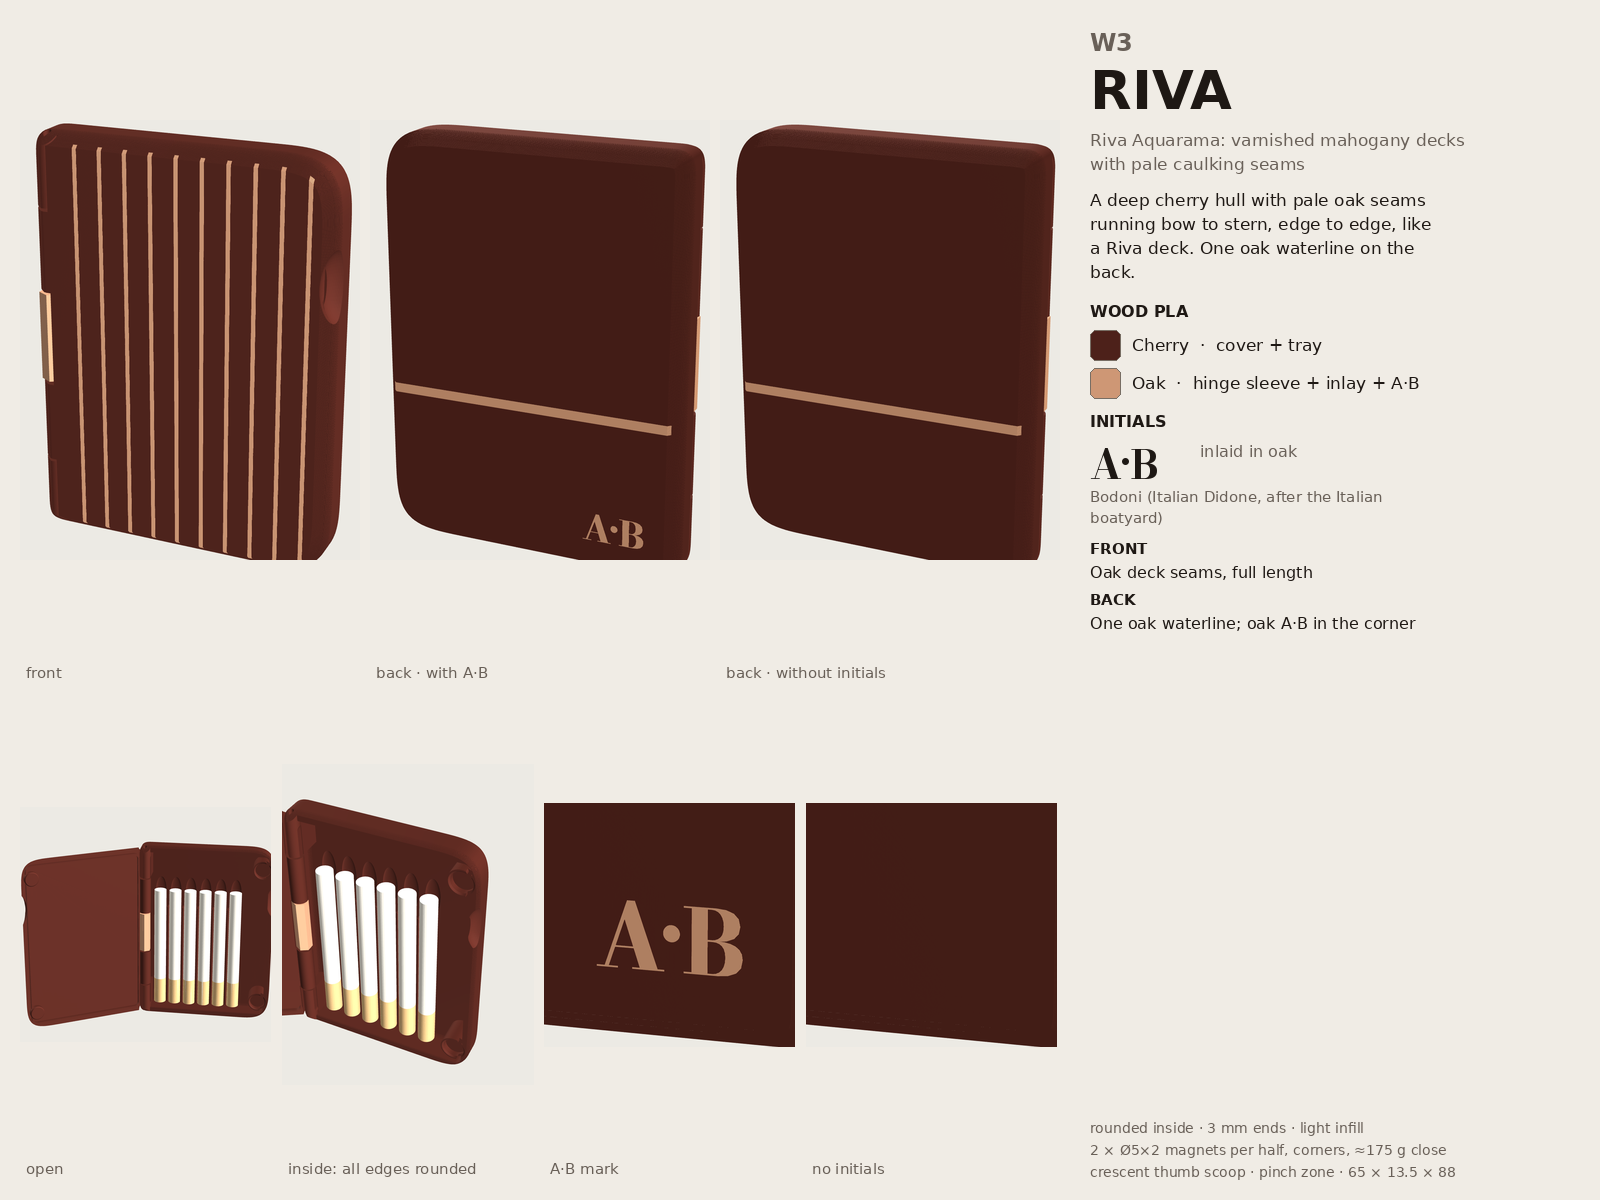 W3
RIVA
Riva Aquarama: varnished mahogany decks
with pale caulking seams
A deep cherry hull with pale oak seams
running bow to stern, edge to edge, like
a Riva deck. One oak waterline on the
back.
WOOD PLA
Cherry · cover + tray
Oak · hinge sleeve + inlay + A·B
INITIALS
A·B inlaid in oak
Bodoni (Italian Didone, after the Italian
boatyard)
FRONT
Oak deck seams, full length
BACK
One oak waterline; oak A·B in the corner
A·B
front
back · with A·B
back · without initials
A·B
open
inside: all edges rounded
A·B mark
no initials
rounded inside · 3 mm ends · light infill
2 × Ø5×2 magnets per half, corners, ≈175 g close
crescent thumb scoop · pinch zone · 65 × 13.5 × 88